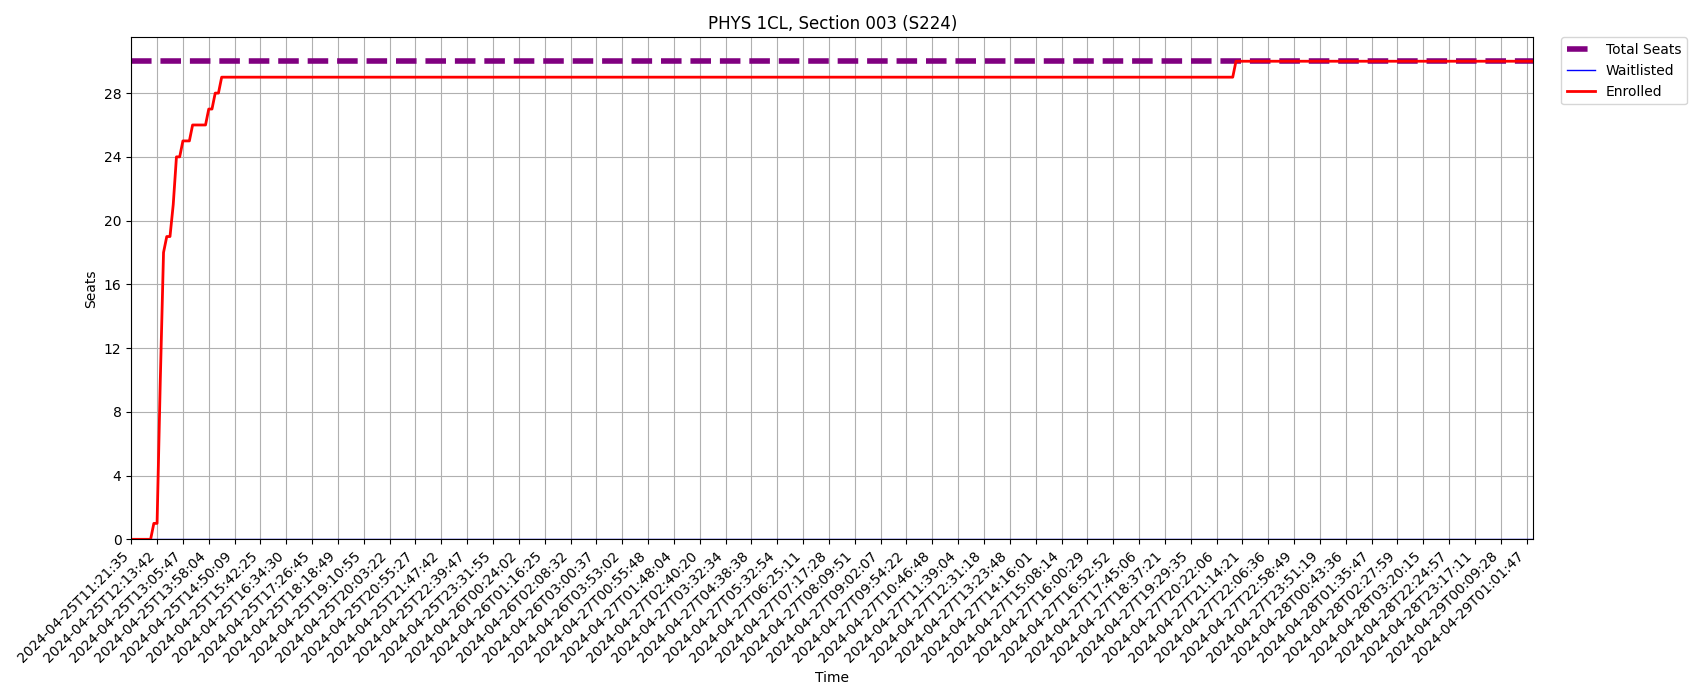 PHYS 1CL, Section 003 (S224)
Total Seats
Waitlisted
Enrolled
Seats
28
24
20
16
12
8
4
0
2024-04-25T11:21:35
2024-04-25T12:13:42
2024-04-25T13:05:47
2024-04-25T13:58:04
2024-04-25T14:50:09
2024-04-25T15:42:25
2024-04-25T16:34:30
2024-04-25T17:26:45
2024-04-25T18:18:49
2024-04-25T19:10:55
2024-04-25T20:03:22
2024-04-25T20:55:27
2024-04-25T21:47:42
2024-04-25T22:39:47
2024-04-25T23:31:55
2024-04-26T00:24:02
2024-04-26T01:16:25
2024-04-26T02:08:32
2024-04-26T03:00:37
2024-04-26T03:53:02
2024-04-27T00:55:48
2024-04-27T01:48:04
2024-04-27T02:40:20
2024-04-27T03:32:34
2024-04-27T04:38:38
2024-04-27T05:32:54
2024-04-27T06:25:11
2024-04-27T07:17:28
2024-04-27T08:09:51
2024-04-27T09:02:07
2024-04-27T09:54:22
2024-04-27T10:46:48
2024-04-27T11:39:04
2024-04-27T12:31:18
2024-04-27T13:23:48
2024-04-27T14:16:01
2024-04-27T15:08:14
2024-04-27T16:00:29
2024-04-27T16:52:52
2024-04-27T17:45:06
2024-04-27T18:37:21
2024-04-27T19:29:35
2024-04-27T20:22:06
2024-04-27T21:14:21
2024-04-27T22:06:36
2024-04-27T22:58:49
2024-04-27T23:51:19
2024-04-28T00:43:36
2024-04-28T01:35:47
2024-04-28T02:27:59
2024-04-28T03:20:15
2024-04-28T22:24:57
2024-04-28T23:17:11
2024-04-29T00:09:28
2024-04-29T01:01:47
Time